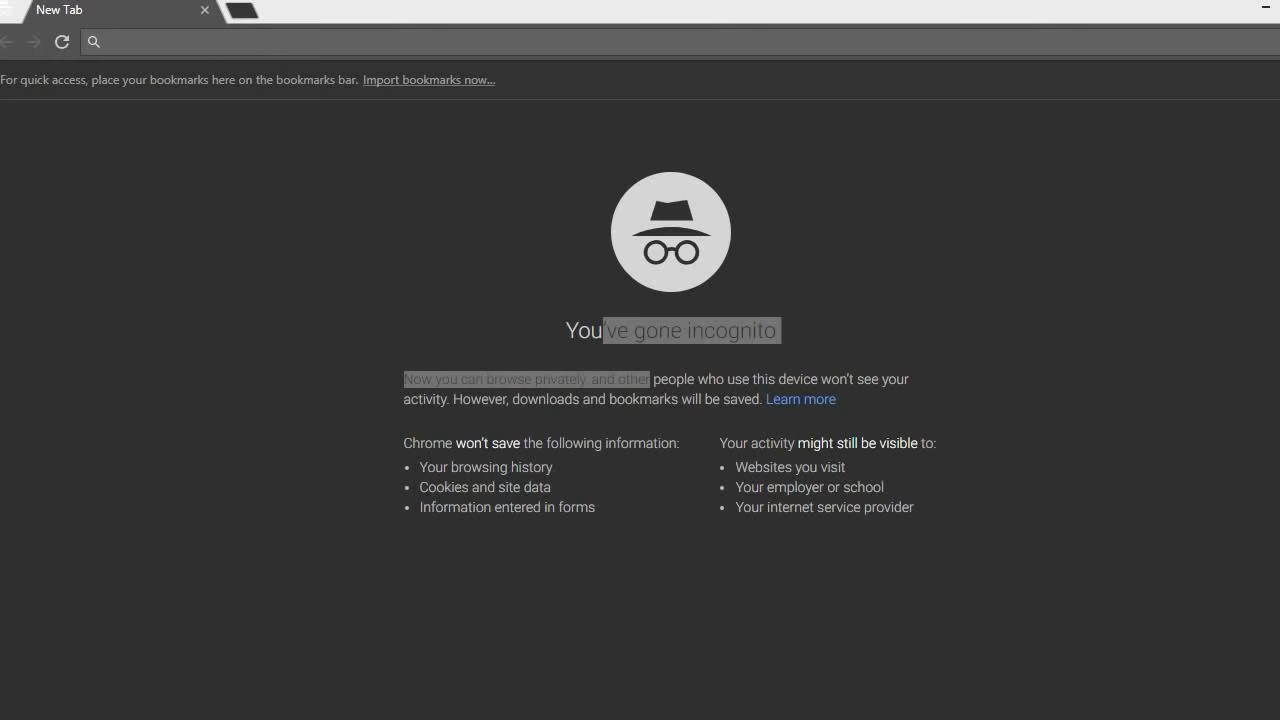 New Tab
For quick access, place your bookmarks here on the bookmarks bar. Import bookmarks now...
You've gone incognito
Now you can browse privately, and other people who use this device won't see your
activity. However, downloads and bookmarks will be saved. Learn more
Chrome won't save the following information:
• Your browsing history
• Cookies and site data
• Information entered in forms
Your activity might still be visible to:
• Websites you visit
• Your employer or school
• Your internet service provider